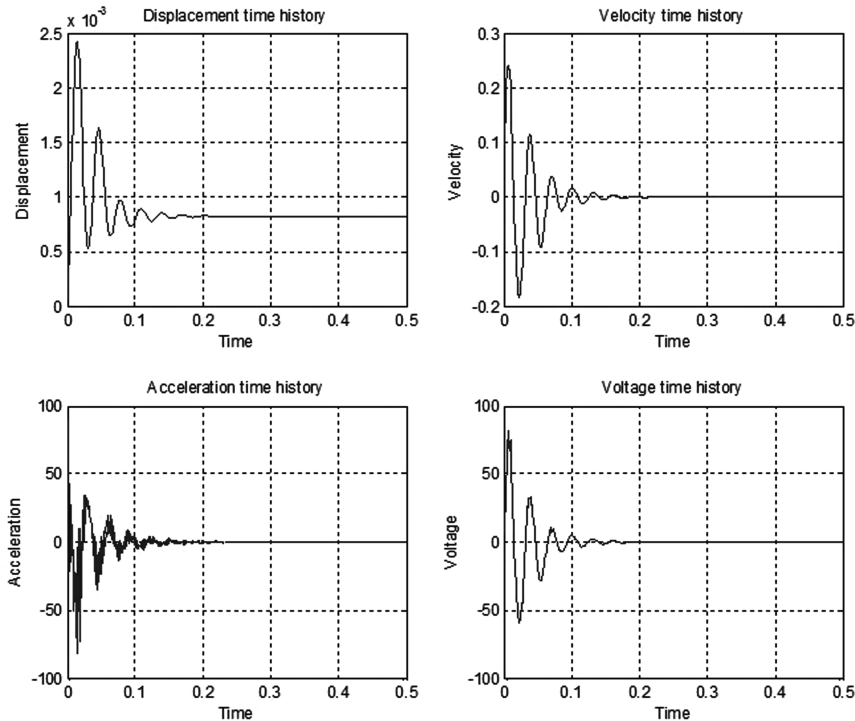 Displacement time history
x 10-3
2.5
2
1.5
1
0.5
0
Displacement
0 0.1 0.2 0.3 0.4 0.5
Time
Velocity time history
0.3
0.2
0.1
0
-0.1
-0.2
Velocity
0 0.1 0.2 0.3 0.4 0.5
Time
Acceleration time history
100
50
0
-50
-100
Acceleration
0 0.1 0.2 0.3 0.4 0.5
Time
Voltage time history
100
50
0
-50
-100
Voltage
0 0.1 0.2 0.3 0.4 0.5
Time